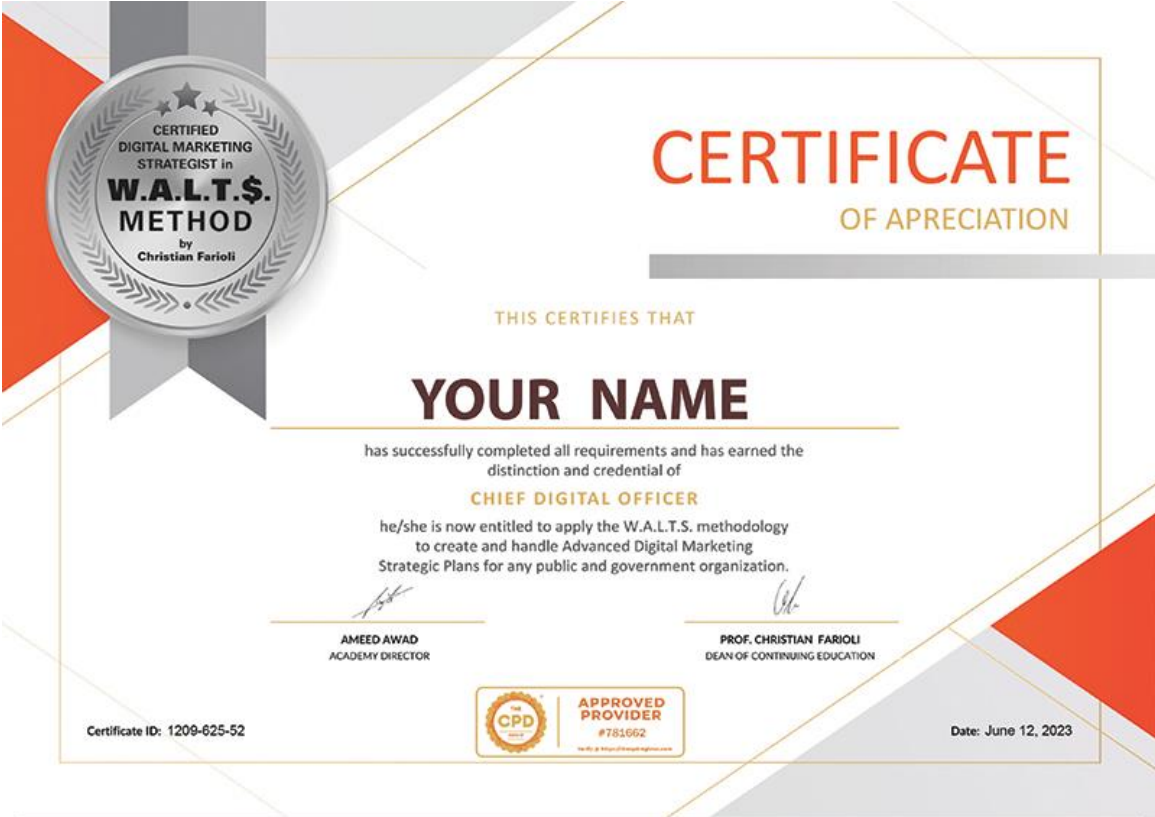 CERTIFIED
DIGITAL MARKETING
STRATEGIST in
W.A.L.T.$.
METHOD
by
Christian Farioli
CERTIFICATE
OF APRECIATION
THIS CERTIFIES THAT
YOUR NAME
has successfully completed all requirements and has earned the
distinction and credential of
CHIEF DIGITAL OFFICER
he/she is now entitled to apply the W.A.L.T.S. methodology
to create and handle Advanced Digital Marketing
Strategic Plans for any public and government organization.
AMEED AWAD
ACADEMY DIRECTOR
PROF. CHRISTIAN FARIOLI
DEAN OF CONTINUING EDUCATION
Certificate ID: 1209-625-52
THE
CPD
APPROVED
PROVIDER
#781662
Date: June 12, 2023